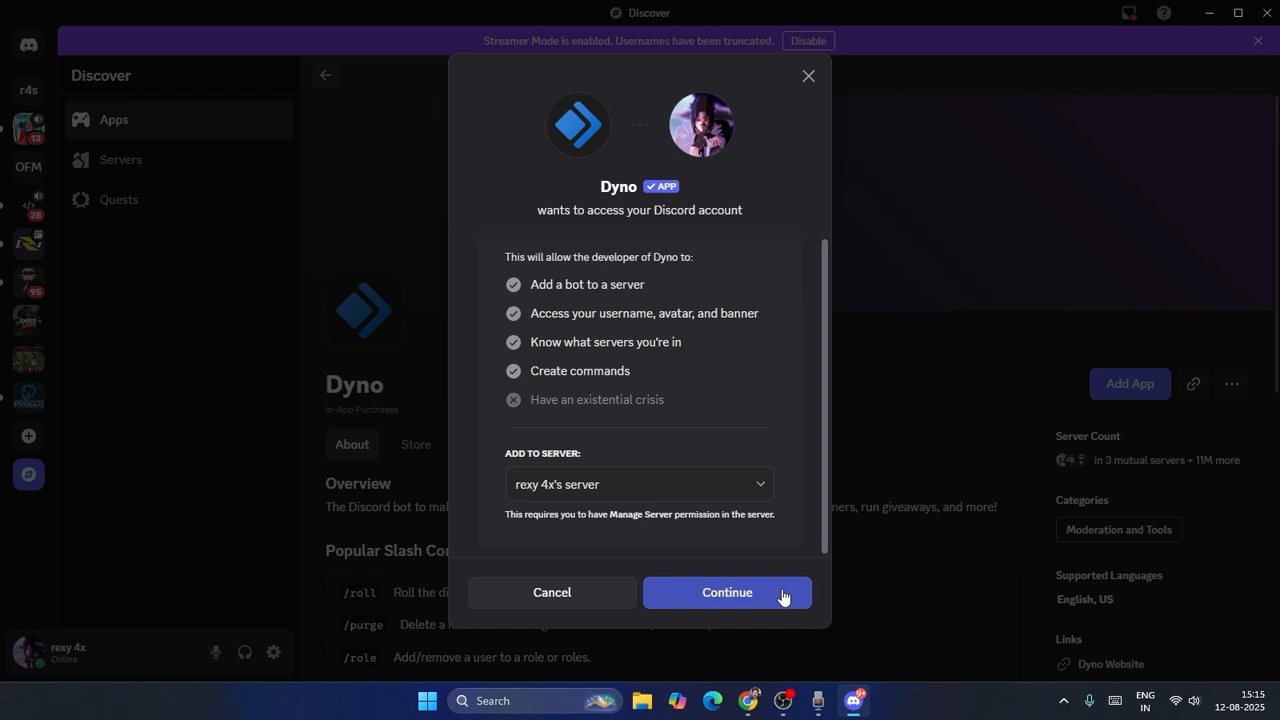 Discover
Streamer Mode is enabled. Usernames have been truncated.
Disable
Discover
r4s
Apps
13
Servers
OFM
Quests
28
95
Dyno
APP
wants to access your Discord account
This will allow the developer of Dyno to:
Add a bot to a server
Access your username, avatar, and banner
Know what servers you're in
Create commands
Have an existential crisis
ADD TO SERVER:
rexy 4x's server
This requires you to have Manage Server permission in the server.
Cancel
Continue
Dyno
In-App Purchases
Add App
About
Store
Overview
The Discord bot to
ners, run giveaways, and more!
Popular Slash
/roll Roll the
/purge Delete a
/role Add/remove a user to a role or roles.
Server Count
in 3 mutual servers + 11M more
Categories
Moderation and Tools
Supported Languages
English, US
Links
Dyno Website
rexy 4x
Online
Search
9+
ENG
IN
15:15
12-08-2025